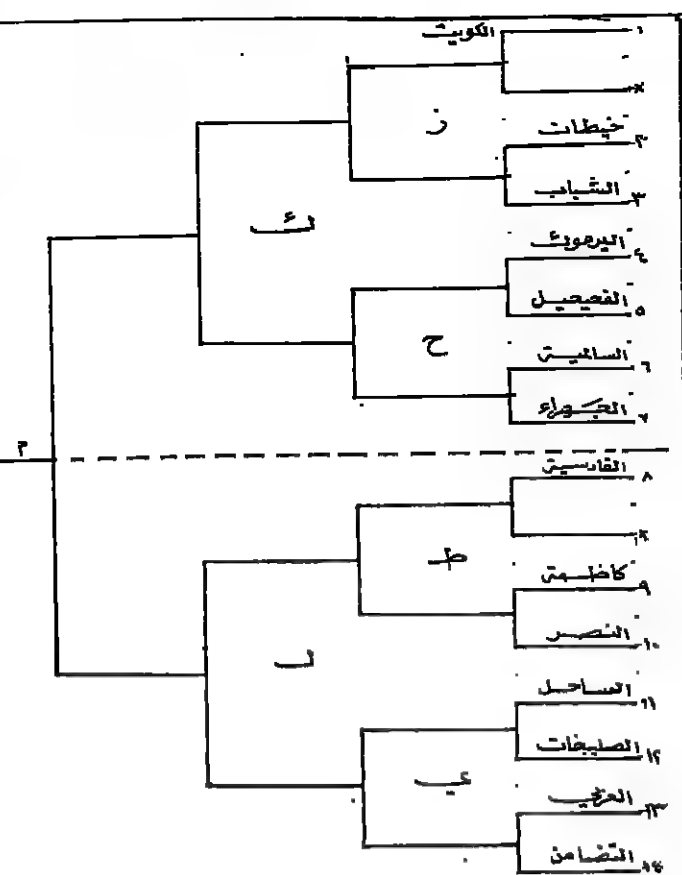 الكويت ١
ز
خيطان ٢
الشباب ٣
ك
اليرموك ٤
الفحيحيل ٥
ح
السالمية ٦
الجهراء ٧
م
القادسية ٨
ط
كاظمة ٩
النصر ١٠
ل
الساحل ١١
الصليبخات ١٢
ي
العربي ١٣
التضامن ١٤